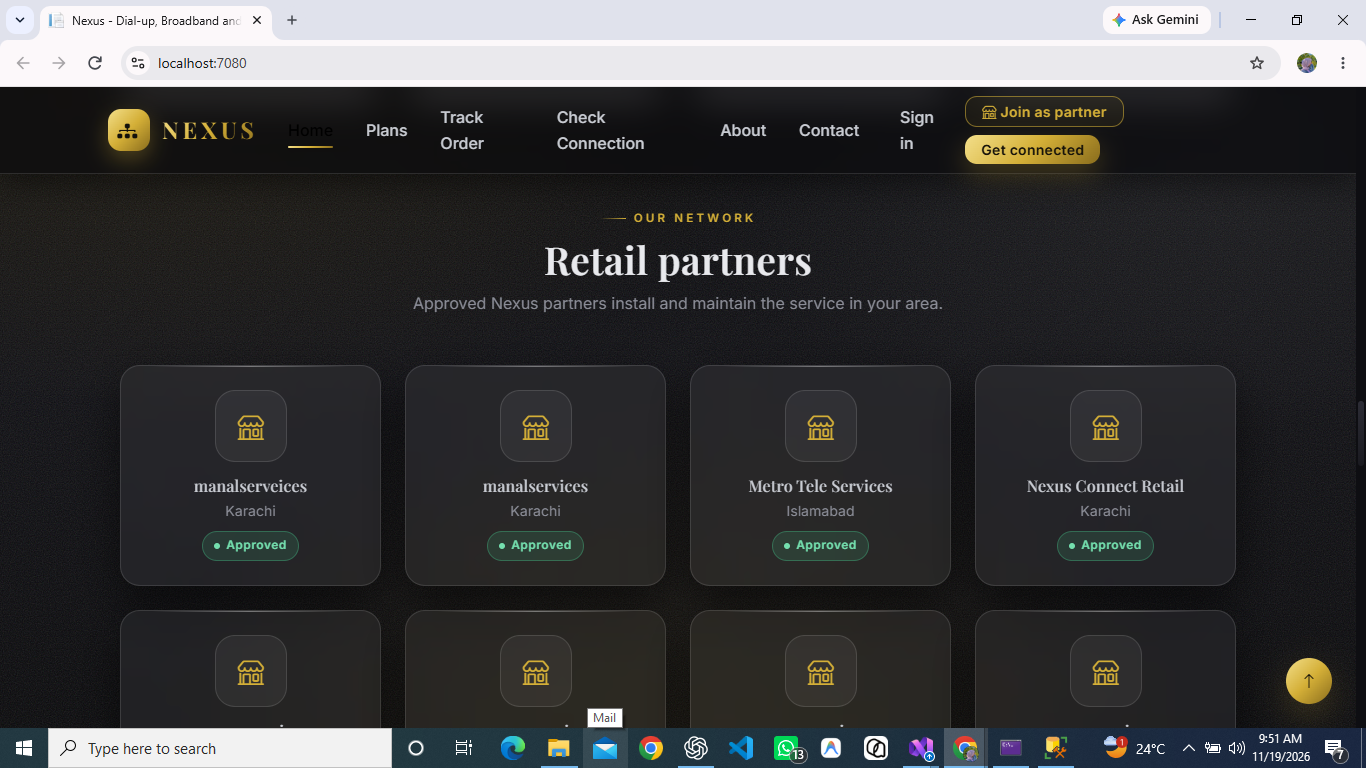 Nexus - Dial-up, Broadband and
Ask Gemini
localhost:7080
NEXUS
Home
Plans
Track
Order
Check
Connection
About
Contact
Sign
in
Join as partner
Get connected
OUR NETWORK
Retail partners
Approved Nexus partners install and maintain the service in your area.
manalserveices
Karachi
Approved
manalservices
Karachi
Approved
Metro Tele Services
Islamabad
Approved
Nexus Connect Retail
Karachi
Approved
Mail
Type here to search
13
1
24°C
9:51 AM
11/19/2026
7